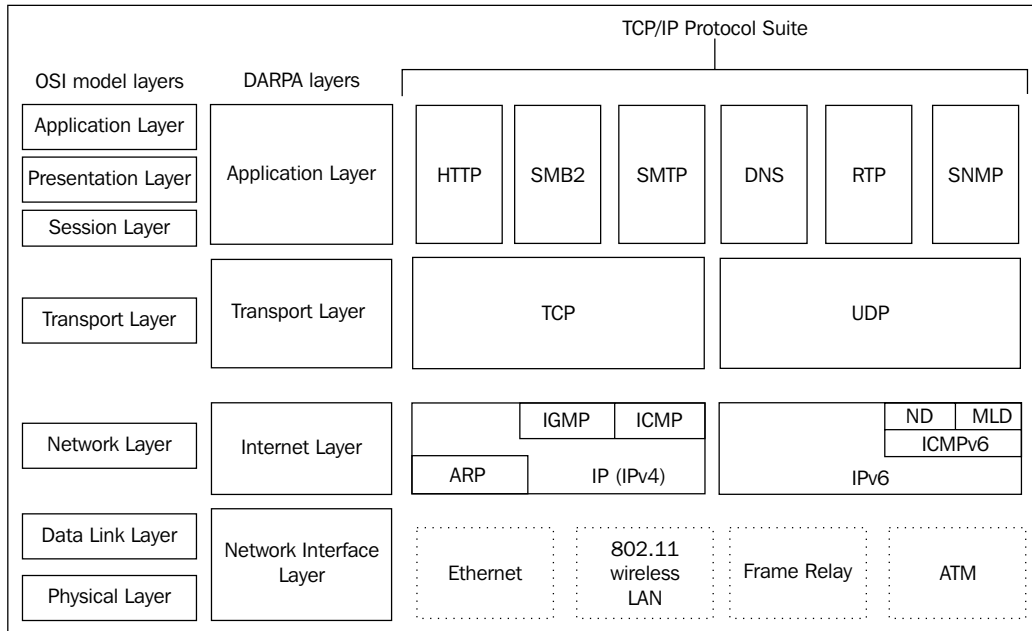 TCP/IP Protocol Suite
OSI model layers
DARPA layers
Application Layer
Presentation Layer
Session Layer
Application Layer
HTTP
SMB2
SMTP
DNS
RTP
SNMP
Transport Layer
Transport Layer
TCP
UDP
Network Layer
Internet Layer
IGMP
ICMP
ARP
IP (IPv4)
ND
MLD
ICMPv6
IPv6
Data Link Layer
Physical Layer
Network Interface
Layer
Ethernet
802.11
wireless
LAN
Frame Relay
ATM